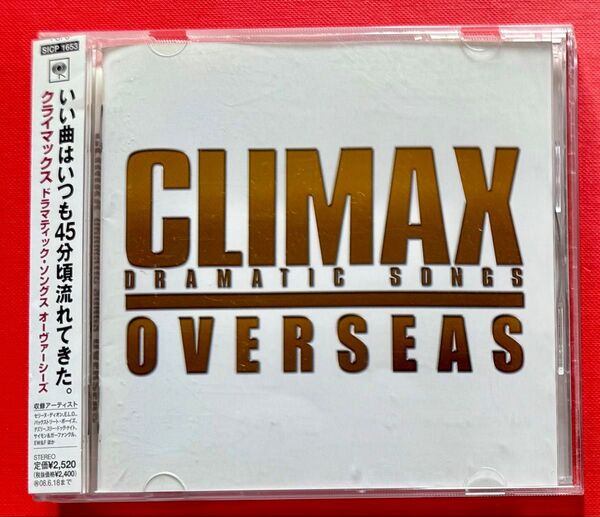 SICP 1653
いい曲はいつも45分頃流れてきた。
クライマックス ドラマティック・ソングス オーヴァーシーズ
収録アーティスト
セリーヌ・ディオン、E.L.O.、
バックストリート・ボーイズ、
ナズリー、スリー・ドッグ・ナイト、
サイモン&ガーファンクル、
EW&F ほか
STEREO
定価¥2,520
(税抜価格¥2,400)
08.6.18まで
CLIMAX
DRAMATIC SONGS
OVERSEAS